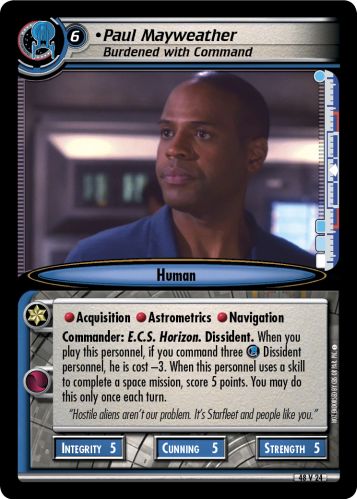 6
•Paul Mayweather
Burdened with Command
Human
Acquisition Astrometrics Navigation
Commander: E.C.S. Horizon. Dissident. When you
play this personnel, if you command three Dissident
personnel, he is cost –3. When this personnel uses a skill
to complete a space mission, score 5 points. You may do
this only once each turn.
"Hostile aliens aren't our problem. It's Starfleet and people like you."
INTEGRITY 5 CUNNING 5 STRENGTH 5
48 V 24